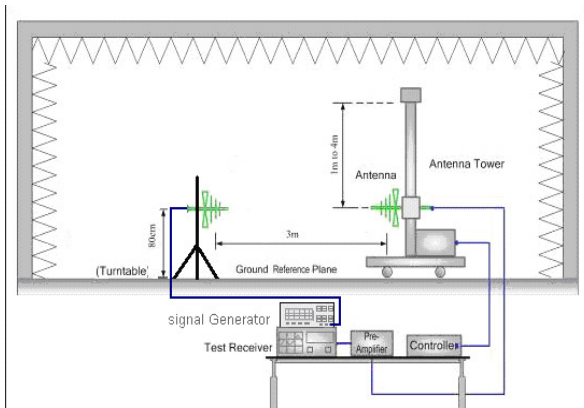 1m to 4m
Antenna Tower
Antenna
80cm
3m
(Turntable)
Ground Reference Plane
signal Generator
Test Receiver
Pre-
Amplifier
Controller